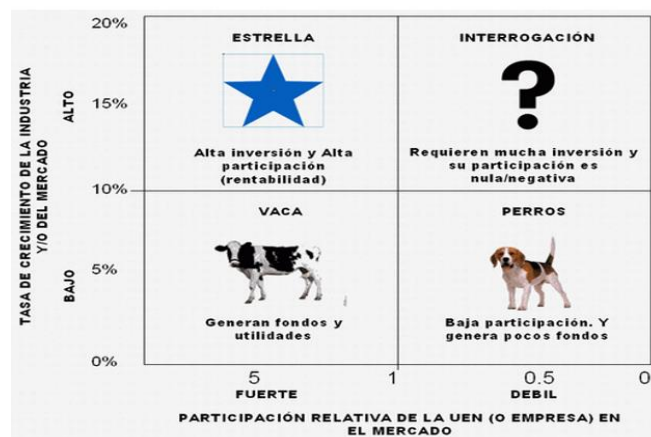 20%
ESTRELLA
INTERROGACIÓN
?
TASA DE CRECIMIENTO DE LA INDUSTRIA
Y/O DEL MERCADO
ALTO
15%
Alta inversión y Alta
participación
(rentabilidad)
Requieren mucha inversión y
su participación es
nula/negativa
10%
VACA
PERROS
BAJO
5%
Generan fondos y
utilidades
Baja participación. Y
genera pocos fondos
0%
5
1
0.5
0
FUERTE
DEBIL
PARTICIPACIÓN RELATIVA DE LA UEN (O EMPRESA) EN
EL MERCADO